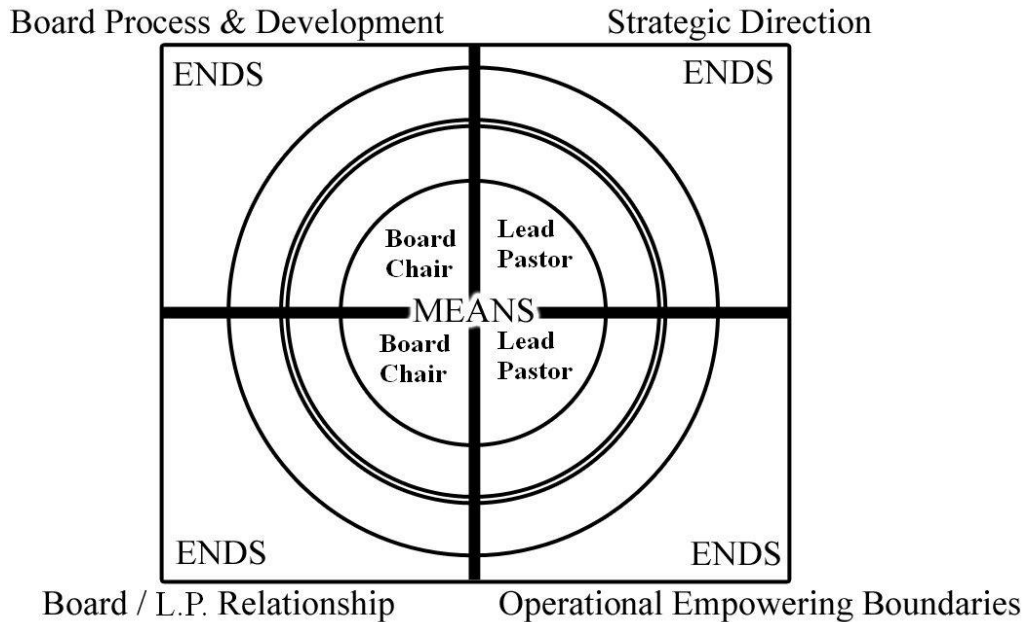 Board Process & Development
Strategic Direction
ENDS
ENDS
Board
Chair
Lead
Pastor
MEANS
Board
Chair
Lead
Pastor
ENDS
ENDS
Board / L.P. Relationship
Operational Empowering Boundaries